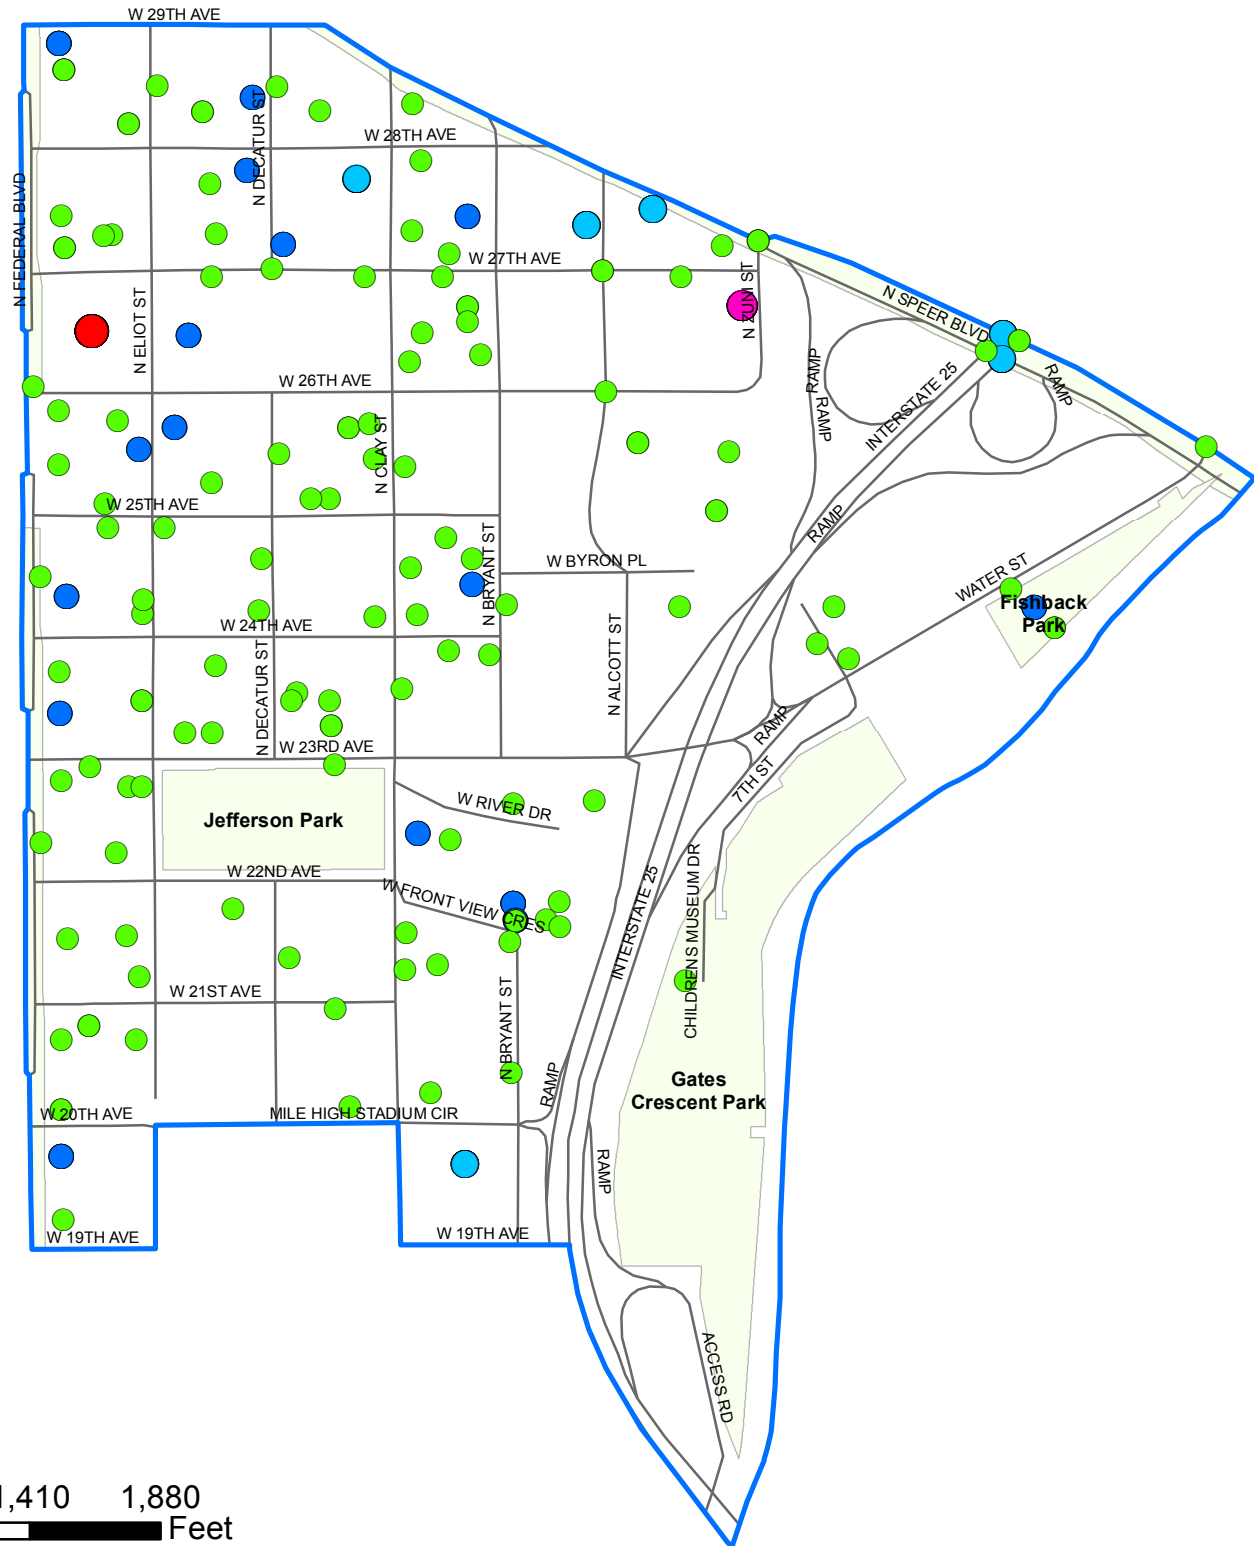 W 29TH AVE
N DECATUR ST
W 28TH AVE
N FEDERAL BLVD
W 27TH AVE
N ZUNI ST
N SPEER BLVD
N ELIOT ST
RAMP
RAMP
INTERSTATE 25
RAMP
W 26TH AVE
N CLAY ST
W 25TH AVE
RAMP
N BRYANT ST
W BYRON PL
WATER ST
Fishback
Park
W 24TH AVE
N DECATUR ST
N ALCOTT ST
RAMP
W 23RD AVE
7TH ST
W RIVER DR
Jefferson Park
W 22ND AVE
W FRONT VIEW CRES
INTERSTATE 25
CHILDRENS MUSEUM DR
W 21ST AVE
N BRYANT ST
RAMP
Gates
Crescent Park
W 20TH AVE
MILE HIGH STADIUM CIR
RAMP
W 19TH AVE
W 19TH AVE
ACCESS RD
1,410 1,880
Feet